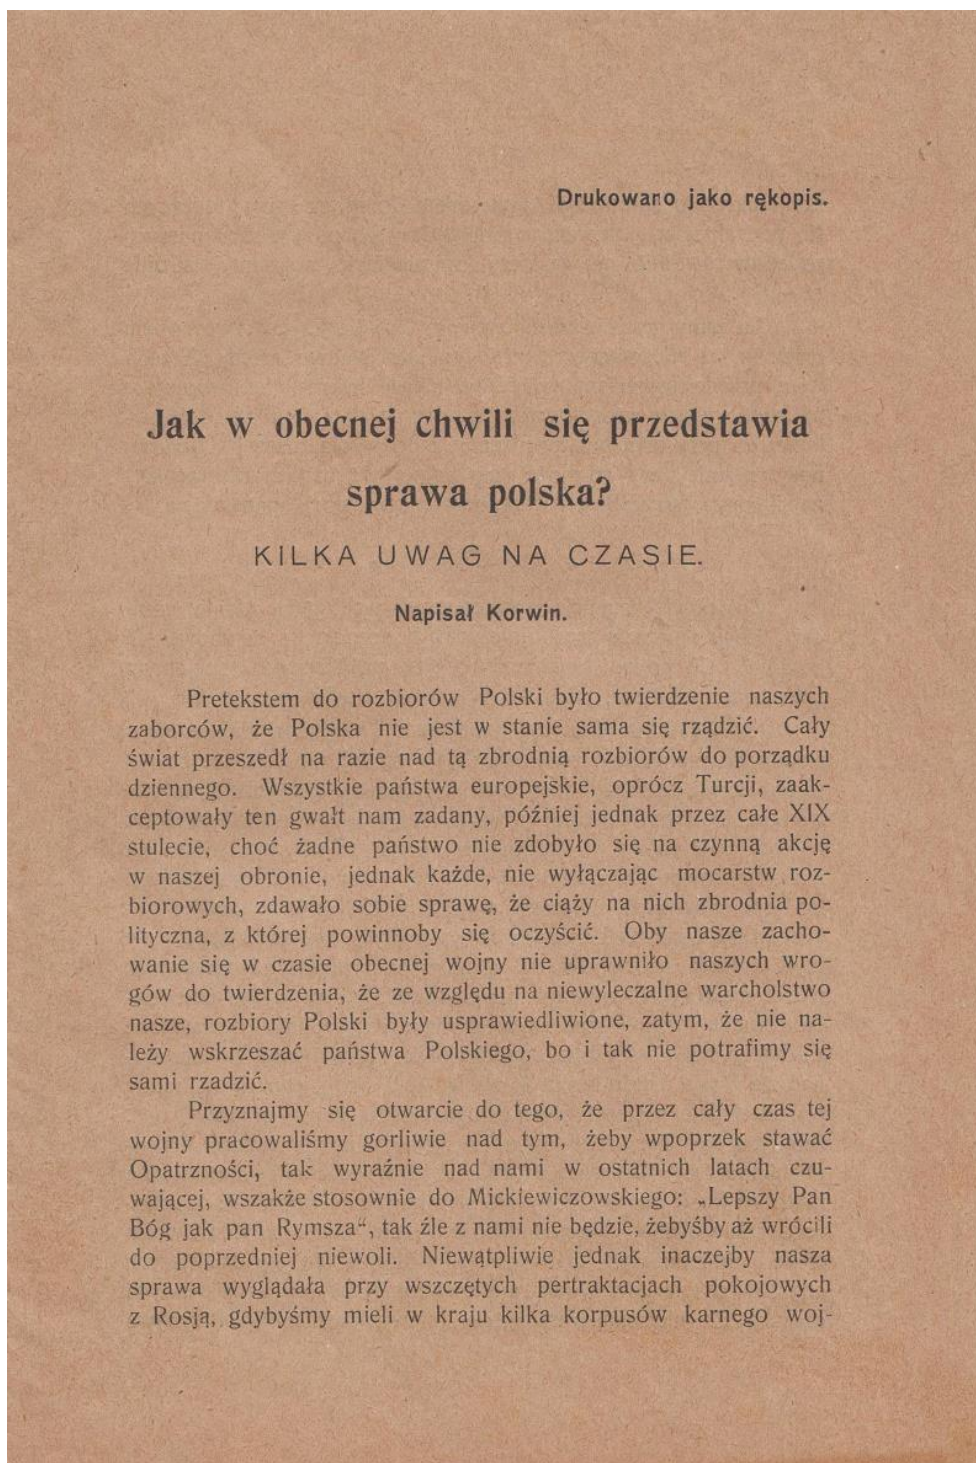 Drukowano jako rękopis.
Jak w obecnej chwili się przedstawia
sprawa polska?
KILKA UWAG NA CZASIE.
Napisał Korwin.
Pretekstem do rozbiorów Polski było twierdzenie naszych
zaborców, że Polska nie jest w stanie sama się rządzić. Cały
świat przeszedł na razie nad tą zbrodnią rozbiorów do porządku
dziennego. Wszystkie państwa europejskie, oprócz Turcji, zaak-
ceptowały ten gwałt nam zadany, później jednak przez całe XIX
stulecie, choć żadne państwo nie zdobyło się na czynną akcję
w naszej obronie, jednak każde, nie wyłączając mocarstw roz-
biorowych, zdawało sobie sprawę, że ciąży na nich zbrodnia po-
lityczna, z której powinnoby się oczyścić. Oby nasze zacho-
wanie się w czasie obecnej wojny nie uprawniło naszych wro-
gów do twierdzenia, że ze względu na niewyleczalne warcholstwo
nasze, rozbiory Polski były usprawiedliwione, zatym, że nie na-
leży wskrzeszać państwa Polskiego, bo i tak nie potrafimy się
sami rzadzić.
Przyznajmy się otwarcie do tego, że przez cały czas tej
wojny pracowaliśmy gorliwie nad tym, żeby wpoprzek stawać
Opatrzności, tak wyraźnie nad nami w ostatnich latach czu-
wającej, wszakże stosownie do Mickiewiczowskiego: „Lepszy Pan
Bóg jak pan Rymsza“, tak źle z nami nie będzie, żebyśby aż wrócili
do poprzedniej niewoli. Niewątpliwie jednak inaczejby nasza
sprawa wyglądała przy wszczętych pertraktacjach pokojowych
z Rosją, gdybyśmy mieli w kraju kilka korpusów karnego woj-